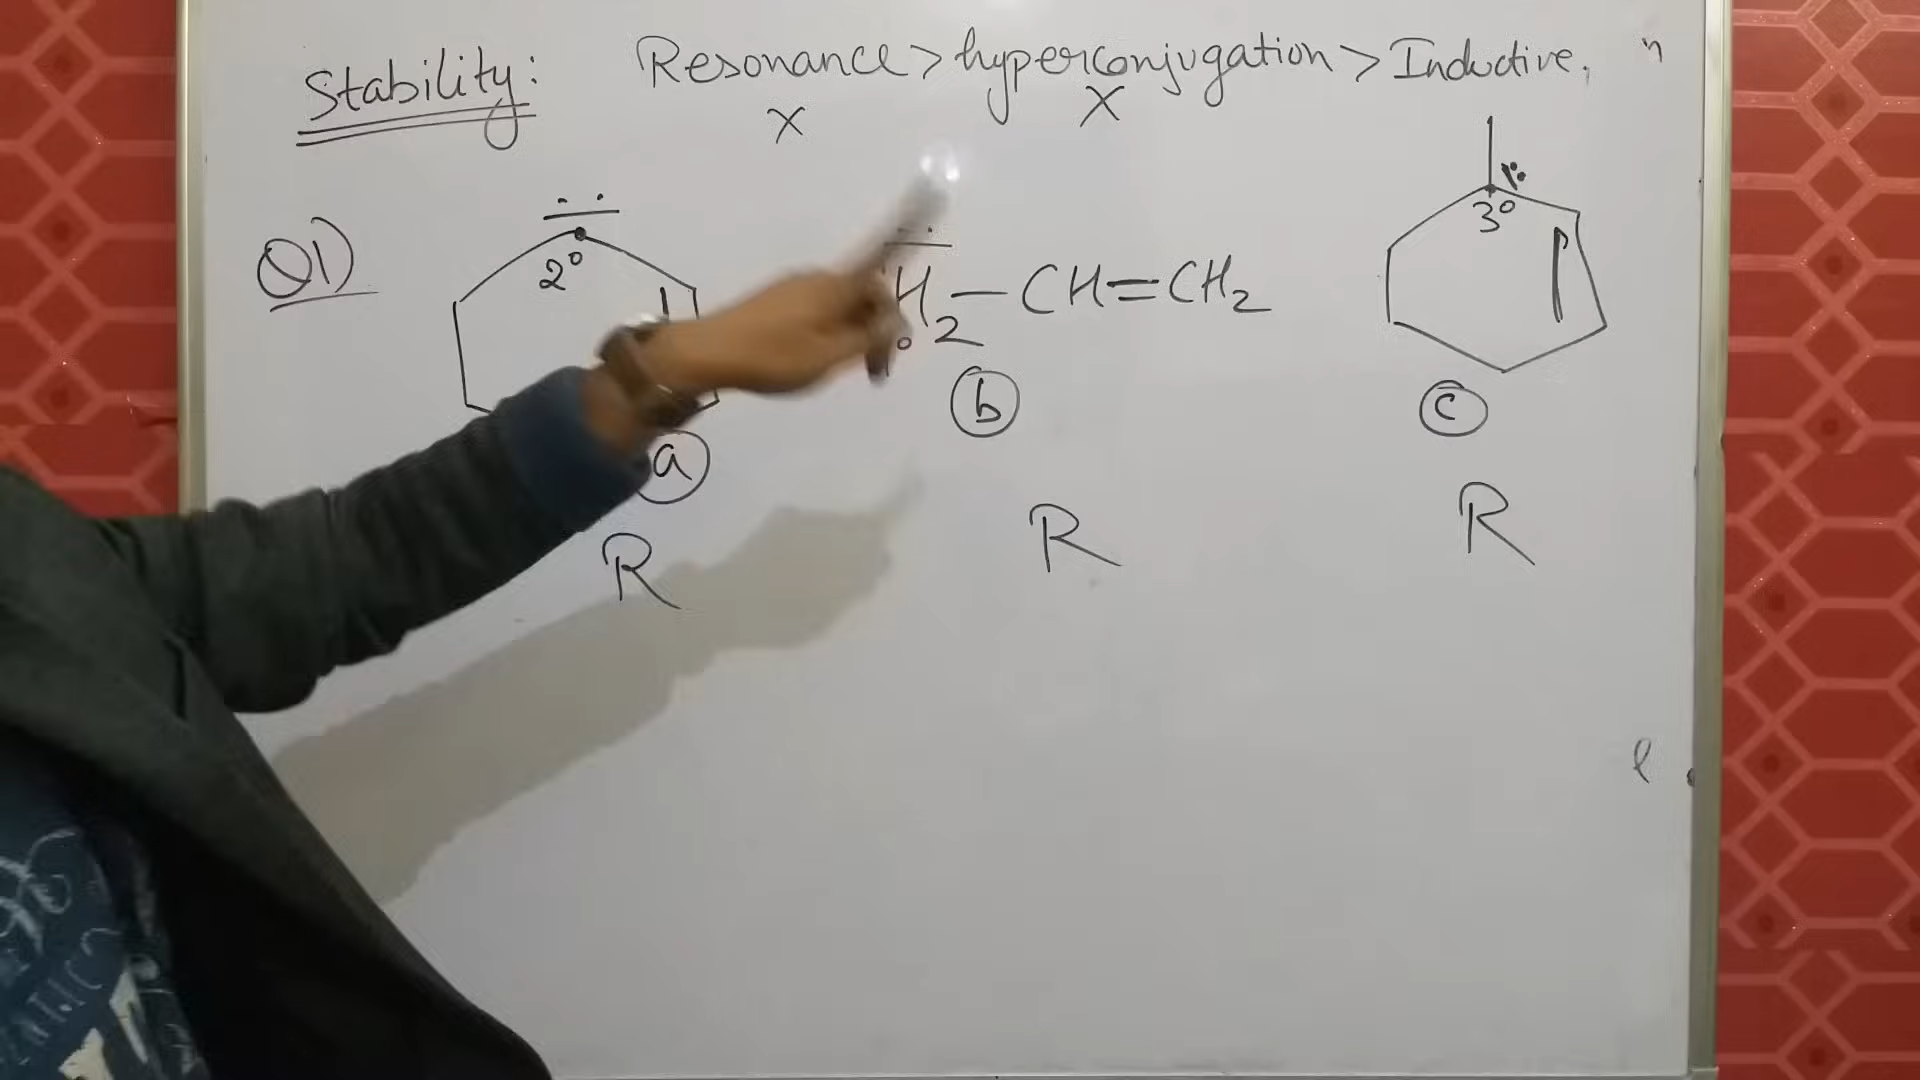 Stability: Resonance > hyperconjugation > Inductive.
X X
Q1) 2° H2 — CH=CH2 3°
a b c
R R R